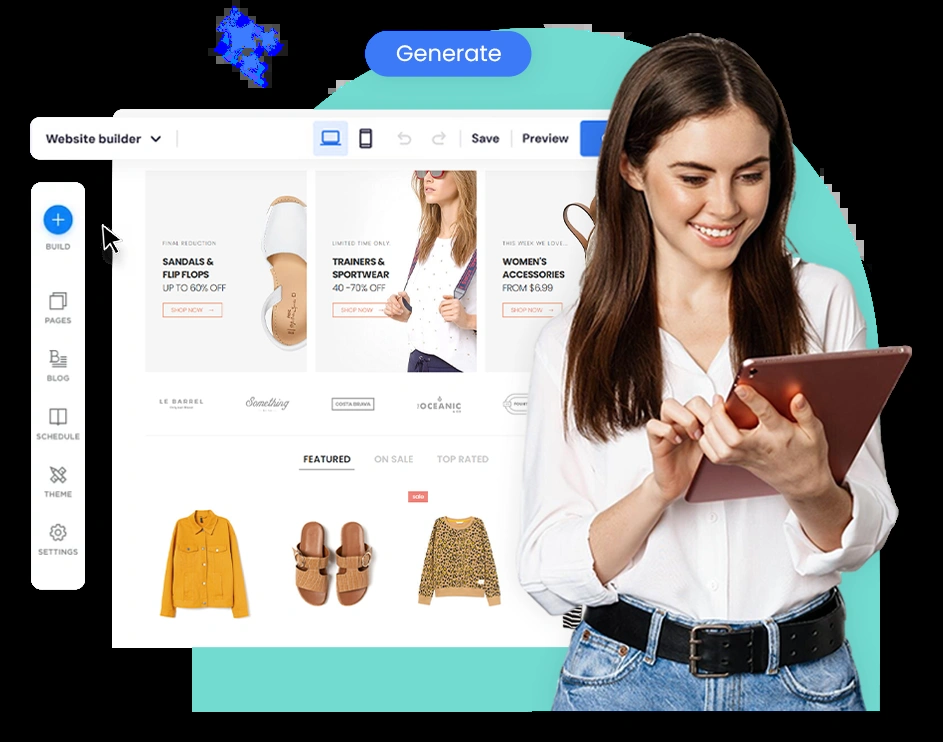 Generate
Website builder
Save
Preview
BUILD
PAGES
BLOG
SCHEDULE
THEME
SETTINGS
FINAL REDUCTION
SANDALS &
FLIP FLOPS
UP TO 60% OFF
SHOP NOW →
LIMITED TIME ONLY
TRAINERS &
SPORTWEAR
40 -70% OFF
SHOP NOW
THIS WEEK WE LOVE...
WOMEN'S
ACCESSORIES
FROM $6.99
SHOP NOW →
LE BARREL
Something
COSTA BRUVA
OCEANIC
FEATURED
ON SALE
TOP RATED
sale